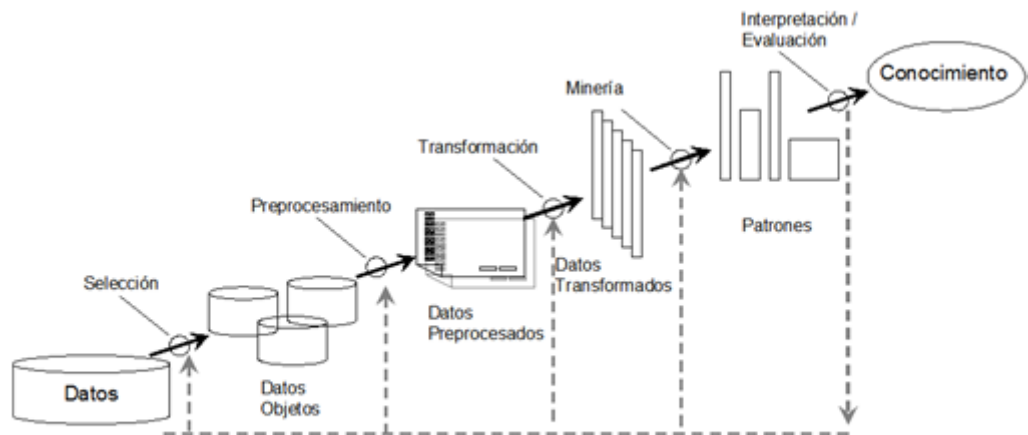 Interpretación /
Evaluación
Conocimiento
Minería
Transformación
Patrones
Preprocesamiento
Datos
Transformados
Selección
Datos
Preprocesados
Datos
Datos
Objetos